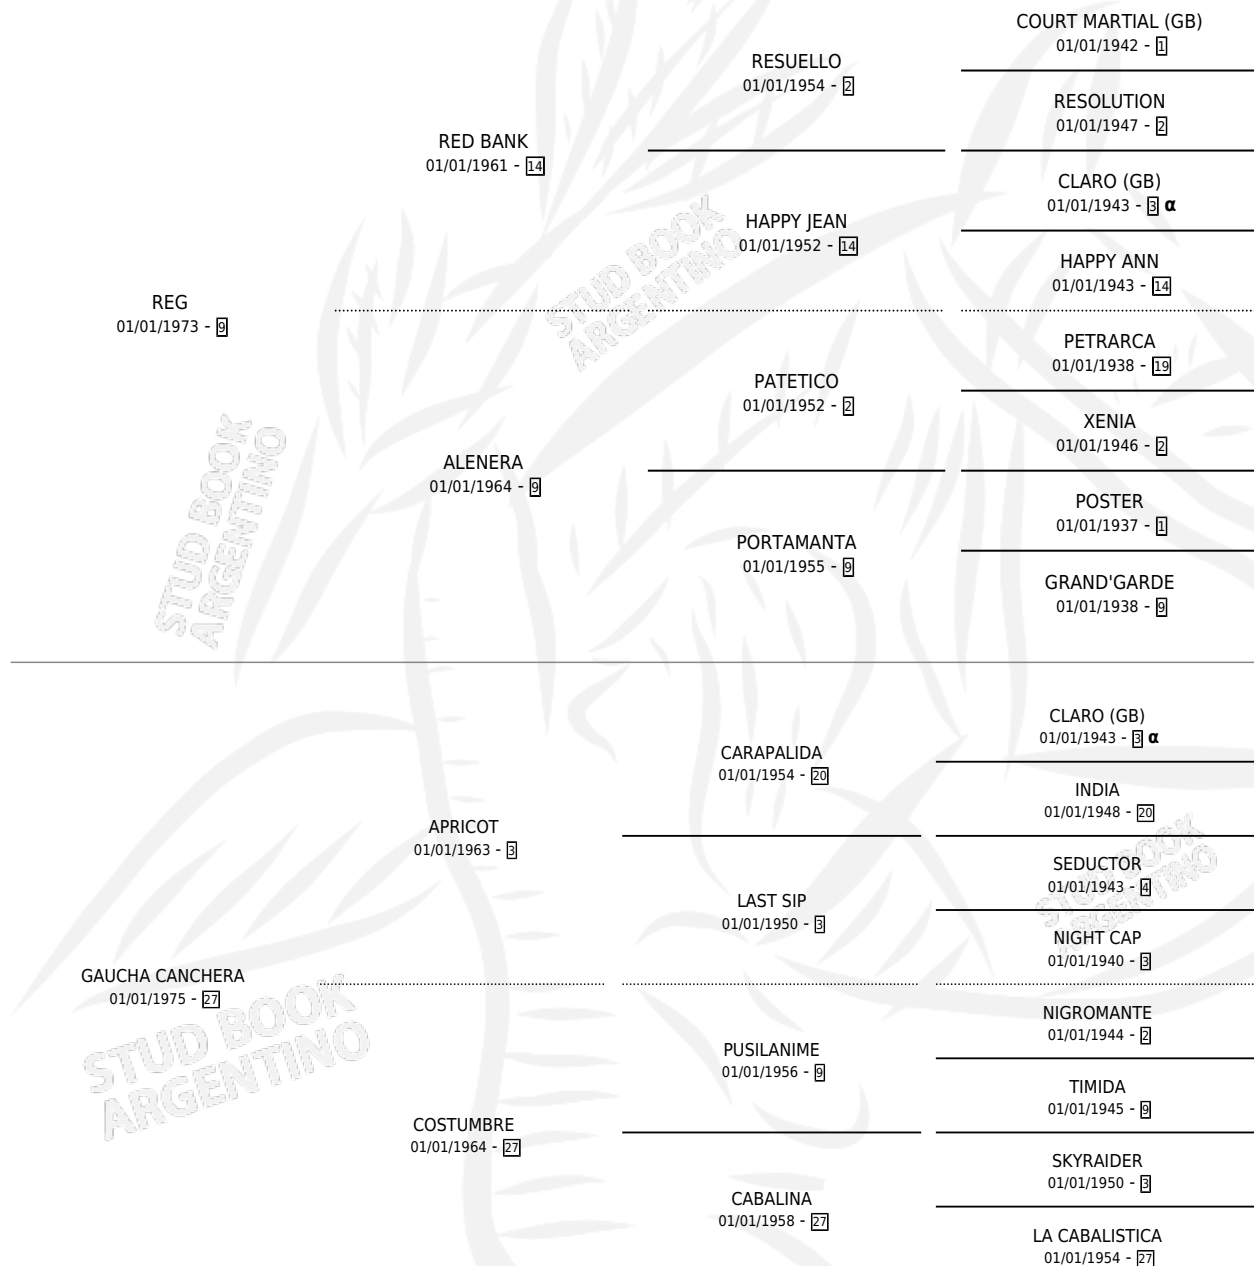 COURT MARTIAL (GB)
01/01/1942 - 1
RESUELLO
01/01/1954 - 2
RESOLUTION
01/01/1947 - 2
RED BANK
01/01/1961 - 14
CLARO (GB)
01/01/1943 - 3 α
HAPPY JEAN
01/01/1952 - 14
HAPPY ANN
01/01/1943 - 14
REG
01/01/1973 - 9
PETRARCA
01/01/1938 - 19
PATETICO
01/01/1952 - 2
XENIA
01/01/1946 - 2
ALENERA
01/01/1964 - 9
POSTER
01/01/1937 - 1
PORTAMANTA
01/01/1955 - 9
GRAND'GARDE
01/01/1938 - 9
CLARO (GB)
01/01/1943 - 3 α
CARAPALIDA
01/01/1954 - 20
INDIA
01/01/1948 - 20
APRICOT
01/01/1963 - 3
SEDUCTOR
01/01/1943 - 4
LAST SIP
01/01/1950 - 3
NIGHT CAP
01/01/1940 - 3
GAUCHA CANCHERA
01/01/1975 - 27
NIGROMANTE
01/01/1944 - 2
PUSILANIME
01/01/1956 - 9
TIMIDA
01/01/1945 - 9
COSTUMBRE
01/01/1964 - 27
SKYRAIDER
01/01/1950 - 3
CABALINA
01/01/1958 - 27
LA CABALISTICA
01/01/1954 - 27
STUD BOOK
ARGENTINO
STUD BOOK
ARGENTINO
STUD BOOK
ARGENTINO
STUD BOOK
ARGENTINO